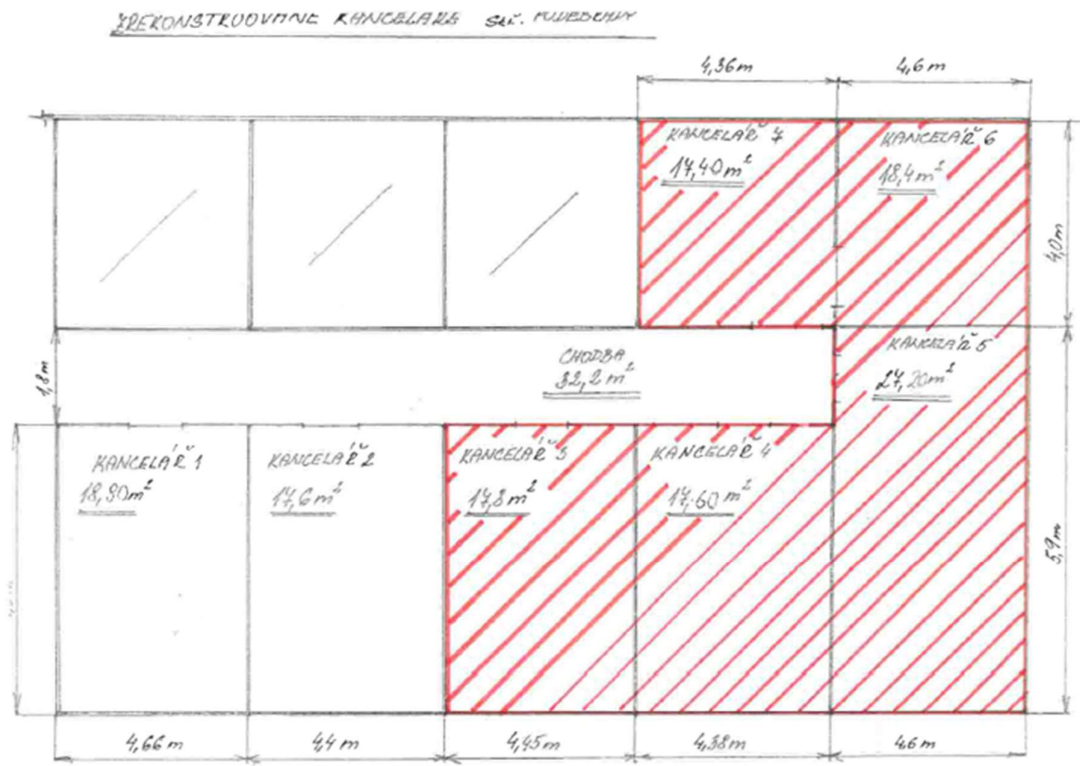 ZREKONSTRUOVANÉ KANCELÁŘE
4,36m
4,6m
KANCELÁŘ 7
17,40m²
KANCELÁŘ 6
18,4m²
4,0m
CHODBA
32,2m²
KANCELÁŘ 5
27,20m²
1,8m
KANCELÁŘ 1
18,90m²
KANCELÁŘ 2
17,6m²
KANCELÁŘ 3
17,8m²
KANCELÁŘ 4
17,60m²
5,9m
4,66m
4,4m
4,45m
4,38m
4,6m